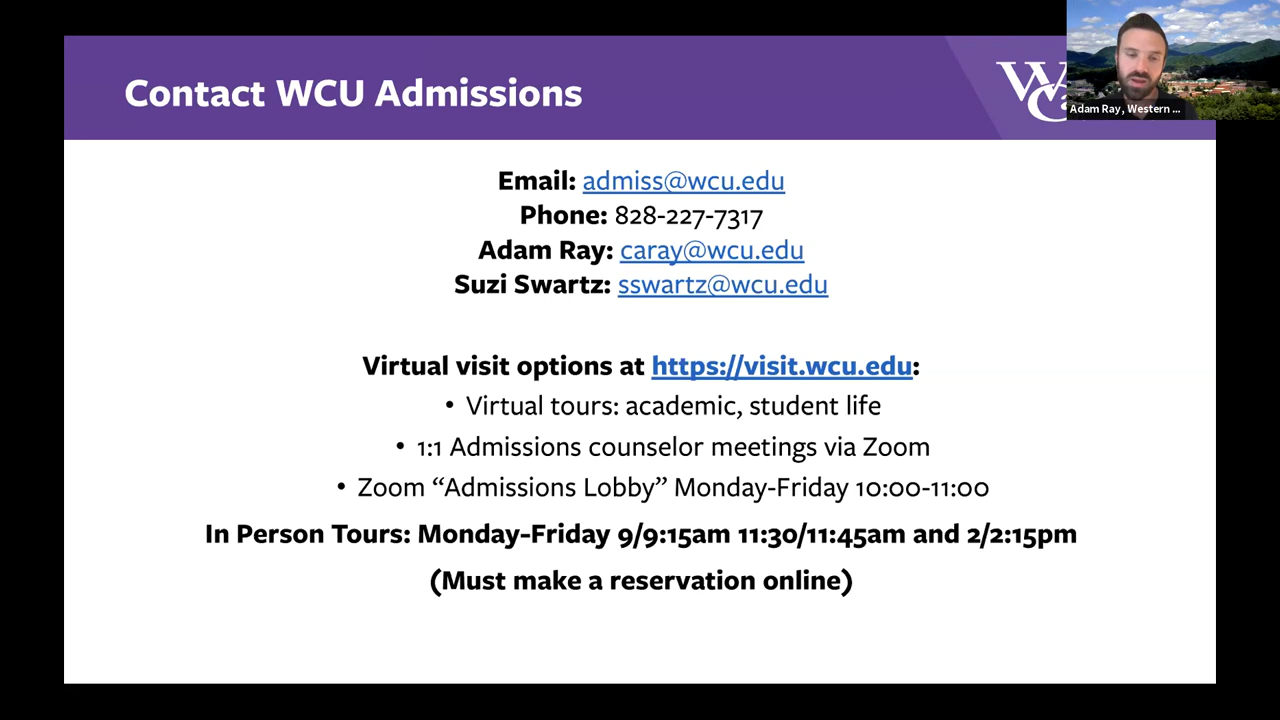 Contact WCU Admissions
WC
Adam Ray, Western ...
Email: admiss@wcu.edu
Phone: 828-227-7317
Adam Ray: caray@wcu.edu
Suzi Swartz: sswartz@wcu.edu
Virtual visit options at https://visit.wcu.edu:
• Virtual tours: academic, student life
• 1:1 Admissions counselor meetings via Zoom
• Zoom “Admissions Lobby” Monday-Friday 10:00-11:00
In Person Tours: Monday-Friday 9/9:15am 11:30/11:45am and 2/2:15pm
(Must make a reservation online)